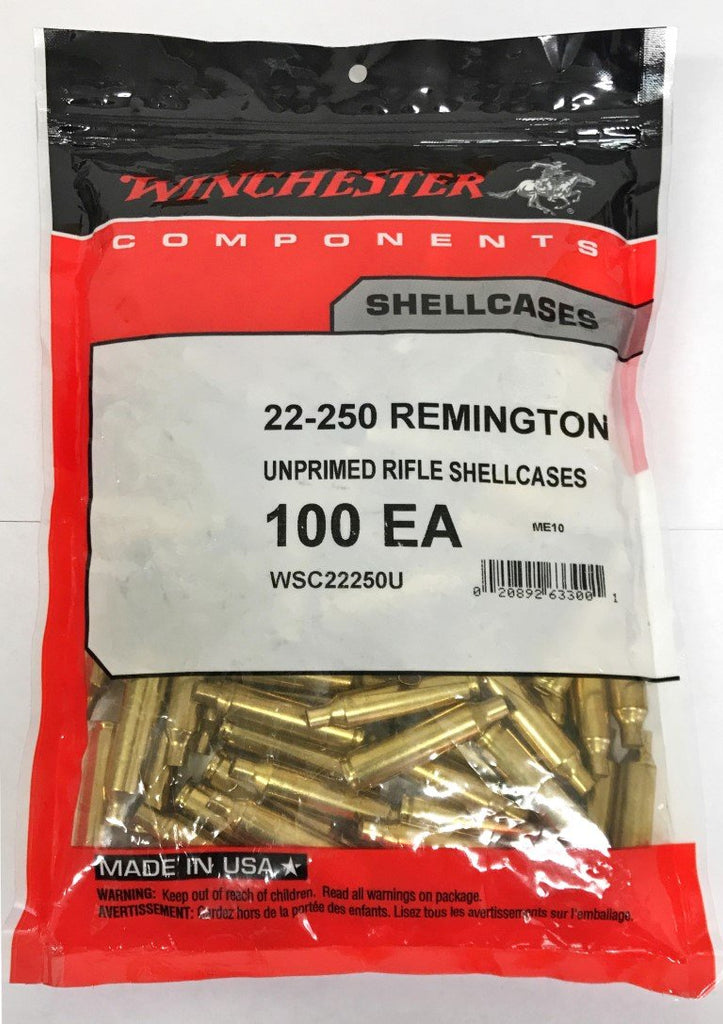 WINCHESTER
COMPONENTS
SHELLCASES
22-250 REMINGTON
UNPRIMED RIFLE SHELLCASES
100 EA ME10
WSC22250U
0 20892 63300 1
MADE IN USA
WARNING: Keep out of reach of children. Read all warnings on package.
AVERTISSEMENT: Gardez hors de la portée des enfants. Lisez tous les avertissements sur l'emballage.